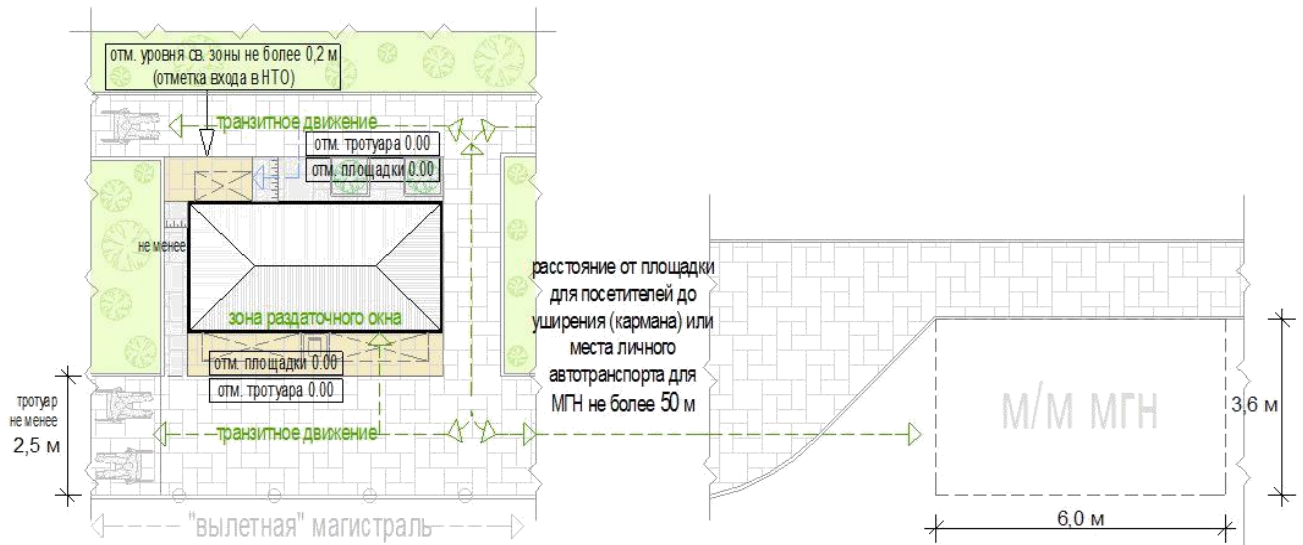 отм. уровня св. зоны не более 0,2 м
(отметка входа в НТО)
транзитное движение
отм. тротуара 0.00
отм. площадки 0.00
не менее
зона раздаточного окна
отм. площадки 0.00
отм. тротуара 0.00
тротуар
не менее
2,5 м
транзитное движение
"вылетная" магистраль
расстояние от площадки
для посетителей до
уширения (кармана) или
места личного
автотранспорта для
МГН не более 50 м
М/М МГН
3,6 м
6,0 м